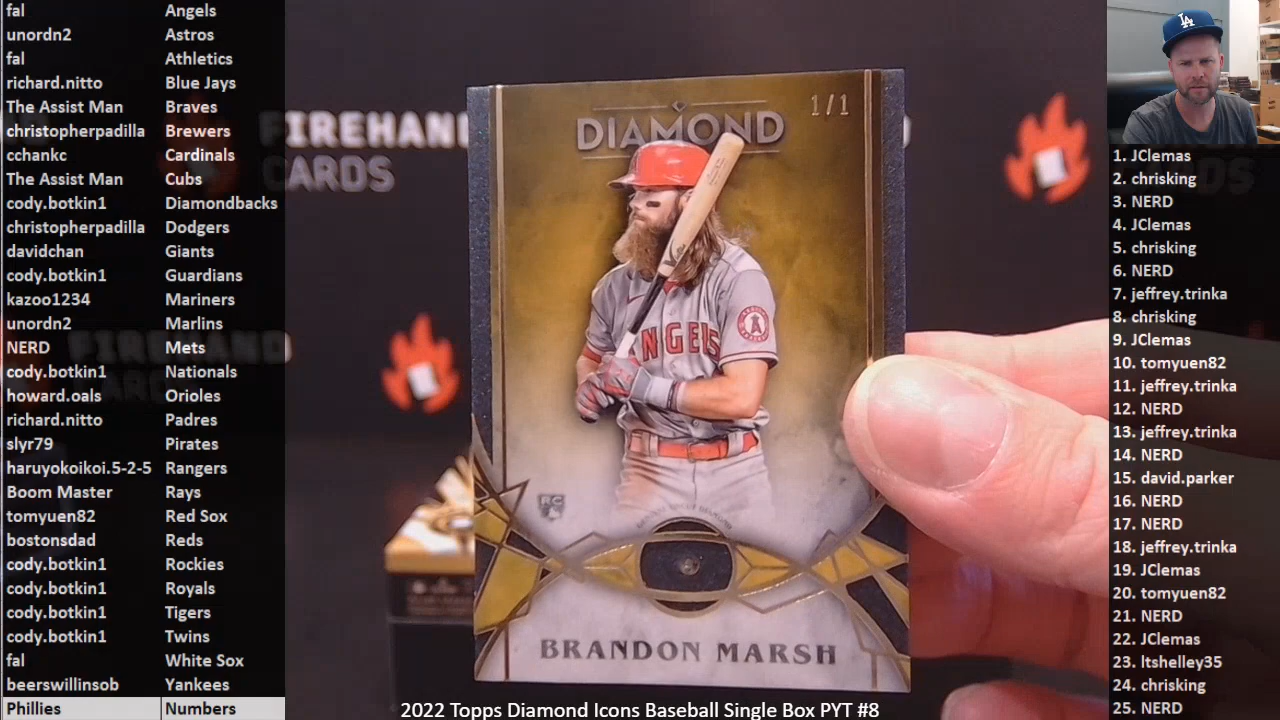 fal Angels
unordn2 Astros
fal Athletics
richard.nitto Blue Jays
The Assist Man Braves
christopherpadilla Brewers
cchankc Cardinals
The Assist Man Cubs
cody.botkin1 Diamondbacks
christopherpadilla Dodgers
davidchan Giants
cody.botkin1 Guardians
kazoo1234 Mariners
unordn2 Marlins
NERD Mets
cody.botkin1 Nationals
howard.oals Orioles
richard.nitto Padres
slyr79 Pirates
haruyokoikoi.5-2-5 Rangers
Boom Master Rays
tomyuen82 Red Sox
bostonsdad Reds
cody.botkin1 Rockies
cody.botkin1 Royals
cody.botkin1 Tigers
cody.botkin1 Twins
fal White Sox
beerswillinsob Yankees
Phillies Numbers
FIREHAND
CARDS
1/1
DIAMOND
ANGELS
RC
BRANDON MARSH
2022 Topps Diamond Icons Baseball Single Box PYT #8
LA
1. JClemas
2. chrisking
3. NERD
4. JClemas
5. chrisking
6. NERD
7. jeffrey.trinka
8. chrisking
9. JClemas
10. tomyuen82
11. jeffrey.trinka
12. NERD
13. jeffrey.trinka
14. NERD
15. david.parker
16. NERD
17. NERD
18. jeffrey.trinka
19. JClemas
20. tomyuen82
21. NERD
22. JClemas
23. ltshelley35
24. chrisking
25. NERD